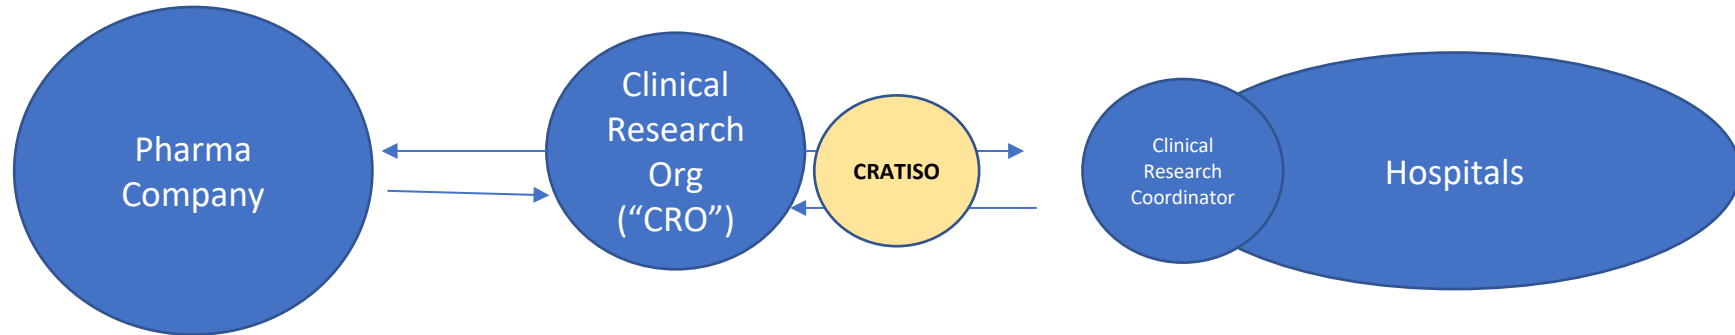 Pharma
Company
Clinical
Research
Org
(“CRO”)
CRATISO
Clinical
Research
Coordinator
Hospitals